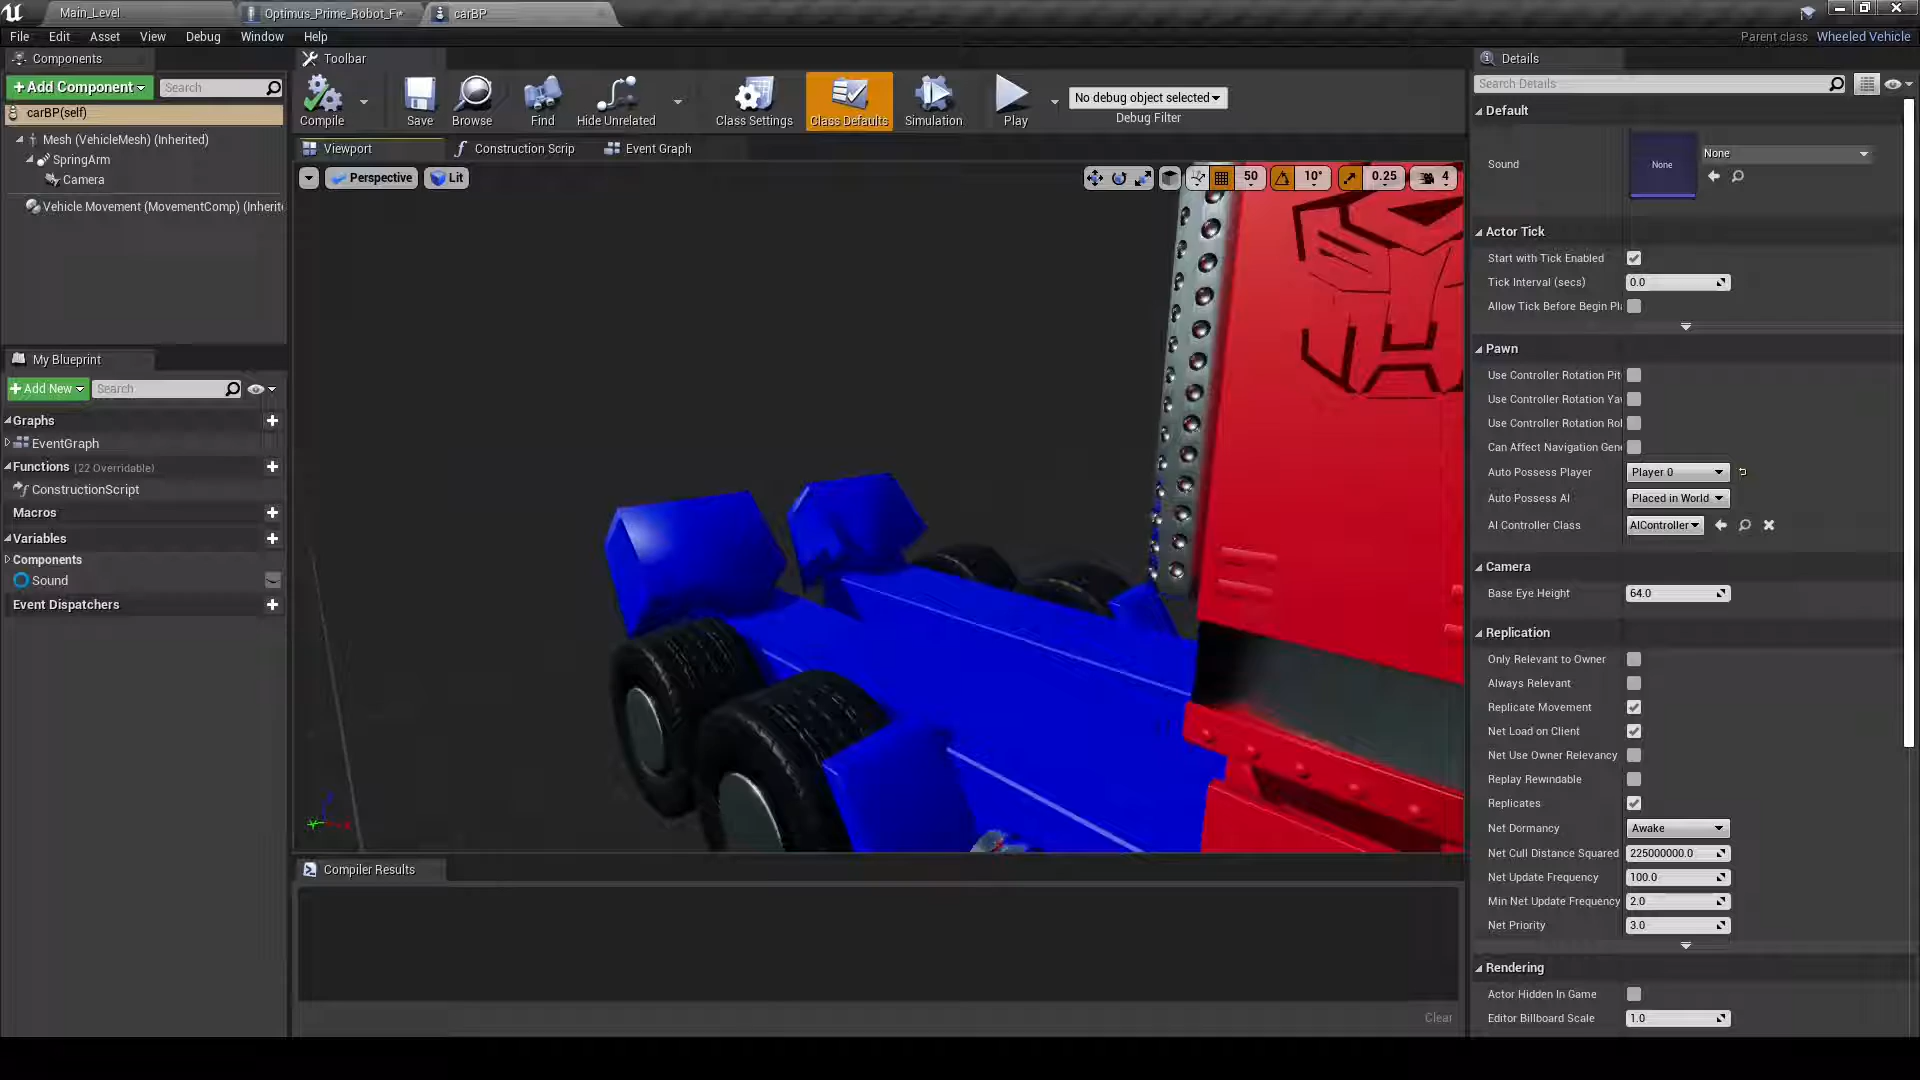 Main_Level
Optimus_Prime_Robot_Fr*
carBP
File Edit Asset View Debug Window Help
Parent class Wheeled Vehicle
Components
+Add Component
Search
carBP(self)
Mesh (VehicleMesh) (Inherited)
SpringArm
Camera
Vehicle Movement (MovementComp) (Inherit
My Blueprint
+Add New
Search
Graphs
EventGraph
Functions (22 Overridable)
ConstructionScript
Macros
Variables
Components
Sound
Event Dispatchers
Toolbar
Compile
Save
Browse
Find
Hide Unrelated
Class Settings
Class Defaults
Simulation
Play
No debug object selected
Debug Filter
Viewport
Construction Scrip
Event Graph
Perspective
Lit
50
10°
0.25
4
Compiler Results
Clear
Details
Search Details
Default
Sound
None
None
Actor Tick
Start with Tick Enabled
Tick Interval (secs) 0.0
Allow Tick Before Begin Pl
Pawn
Use Controller Rotation Pit
Use Controller Rotation Ya
Use Controller Rotation Rol
Can Affect Navigation Gen
Auto Possess Player Player 0
Auto Possess AI Placed in World
AI Controller Class AIController
Camera
Base Eye Height 64.0
Replication
Only Relevant to Owner
Always Relevant
Replicate Movement
Net Load on Client
Net Use Owner Relevancy
Replay Rewindable
Replicates
Net Dormancy Awake
Net Cull Distance Squared 225000000.0
Net Update Frequency 100.0
Min Net Update Frequency 2.0
Net Priority 3.0
Rendering
Actor Hidden In Game
Editor Billboard Scale 1.0